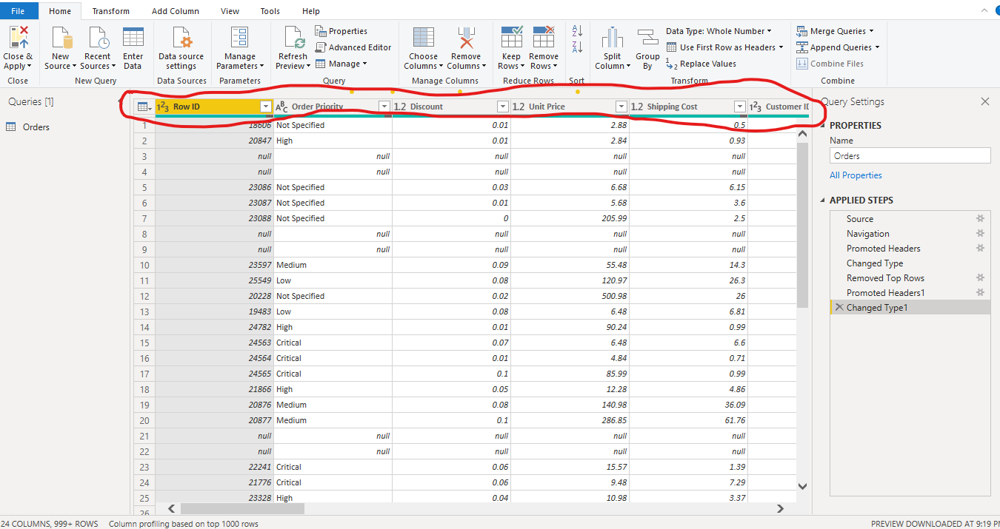 File Home Transform Add Column View Tools Help
Close & Apply New Source Recent Sources Enter Data Data source settings Manage Parameters Refresh Preview Properties Advanced Editor Manage Choose Columns Remove Columns Keep Rows Remove Rows Split Column Group By Data Type: Whole Number Use First Row as Headers Replace Values Merge Queries Append Queries Combine Files
Close New Query Data Sources Parameters Query Manage Columns Reduce Rows Sort Transform Combine
Queries [1]
Orders
Row ID Order Priority Discount Unit Price Shipping Cost Customer ID
1 18606 Not Specified 0.01 2.88 0.5
2 20847 High 0.01 2.84 0.93
3 null null null null null
4 null null null null null
5 23086 Not Specified 0.03 6.68 6.15
6 23087 Not Specified 0.01 5.68 3.6
7 23088 Not Specified 0 205.99 2.5
8 null null null null null
9 null null null null null
10 23597 Medium 0.09 55.48 14.3
11 25549 Low 0.08 120.97 26.3
12 20228 Not Specified 0.02 500.98 26
13 19483 Low 0.08 6.48 6.81
14 24782 High 0.01 90.24 0.99
15 24563 Critical 0.07 6.48 6.6
16 24564 Critical 0.01 4.84 0.71
17 24565 Critical 0.1 85.99 0.99
18 21866 High 0.05 12.28 4.86
19 20876 Medium 0.08 140.98 36.09
20 20877 Medium 0.1 286.85 61.76
21 null null null null null
22 null null null null null
23 22241 Critical 0.06 15.57 1.39
24 21776 Critical 0.06 9.48 7.29
25 23328 High 0.04 10.98 3.37
26
Query Settings
PROPERTIES
Name
Orders
All Properties
APPLIED STEPS
Source
Navigation
Promoted Headers
Changed Type
Removed Top Rows
Promoted Headers1
Changed Type1
24 COLUMNS, 999+ ROWS Column profiling based on top 1000 rows PREVIEW DOWNLOADED AT 9:19 PM